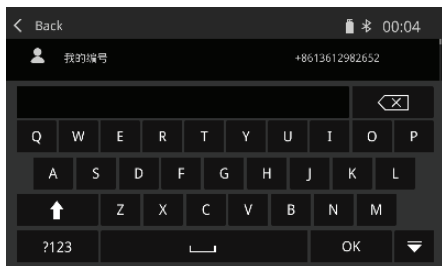 Back 00:04
我的编号 +8613612982652
Q W E R T Y U I O P
A S D F G H J K L
Z X C V B N M
?123 OK